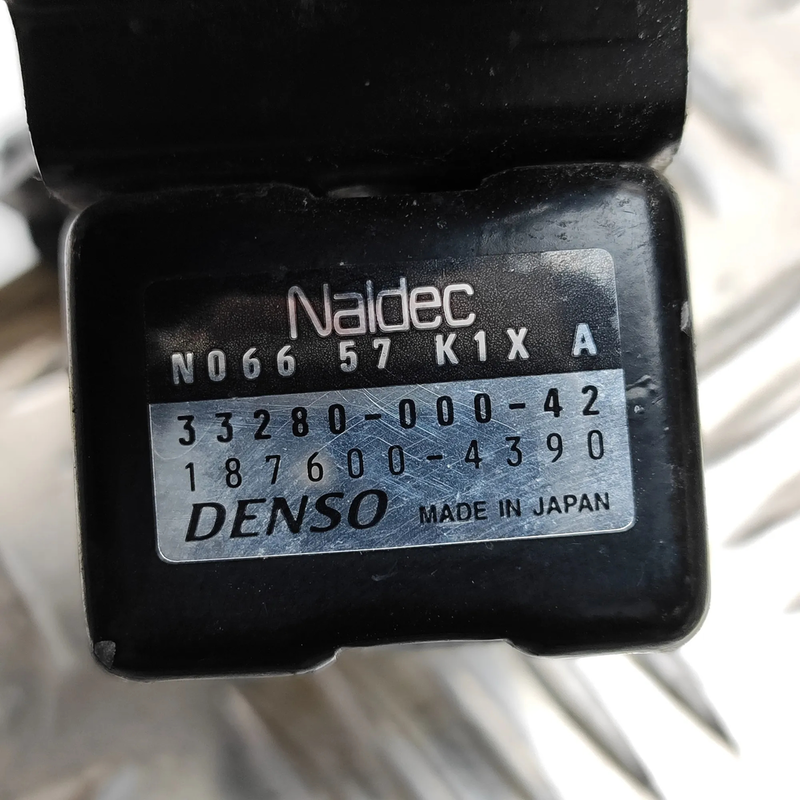 Naldec
N066 57 K1X A
33280-000-42
187600-4390
DENSO MADE IN JAPAN